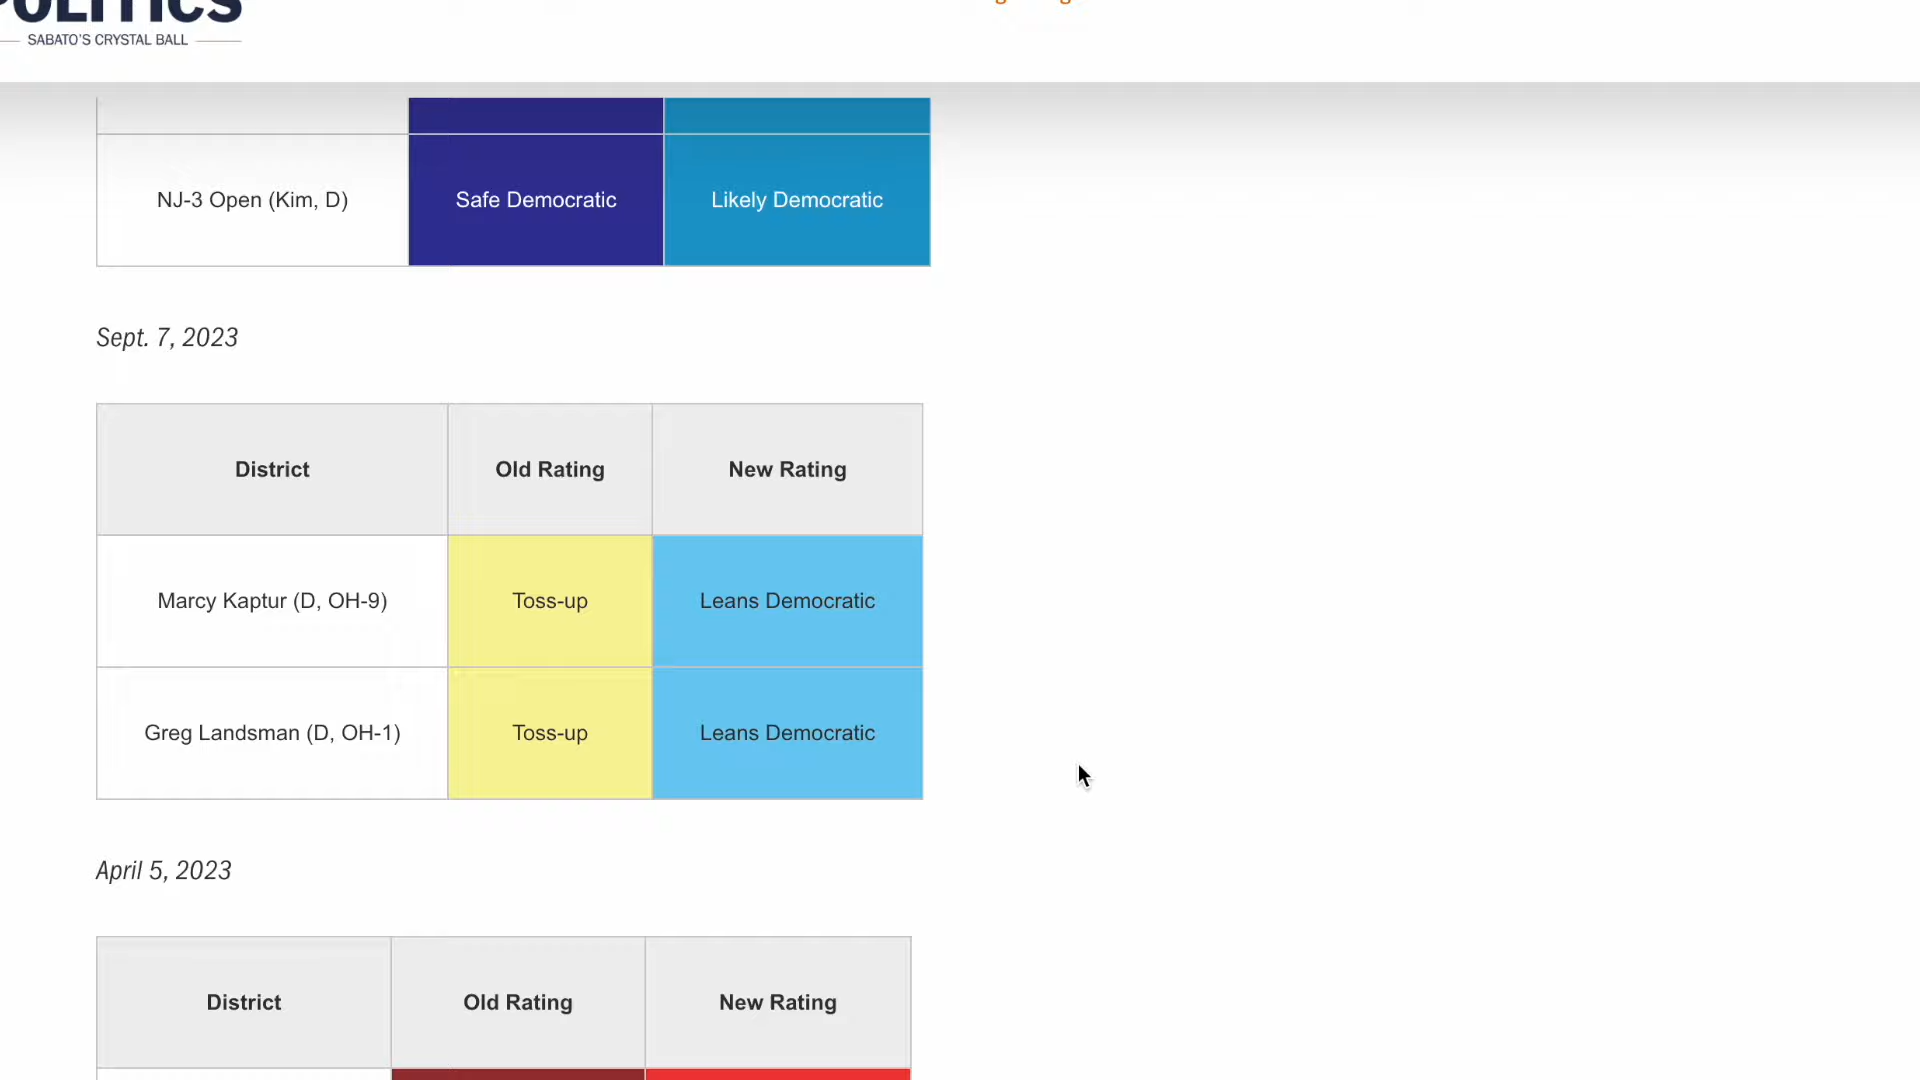 POLITICS
SABATO'S CRYSTAL BALL
NJ-3 Open (Kim, D) Safe Democratic Likely Democratic
Sept. 7, 2023
District Old Rating New Rating
Marcy Kaptur (D, OH-9) Toss-up Leans Democratic
Greg Landsman (D, OH-1) Toss-up Leans Democratic
April 5, 2023
District Old Rating New Rating